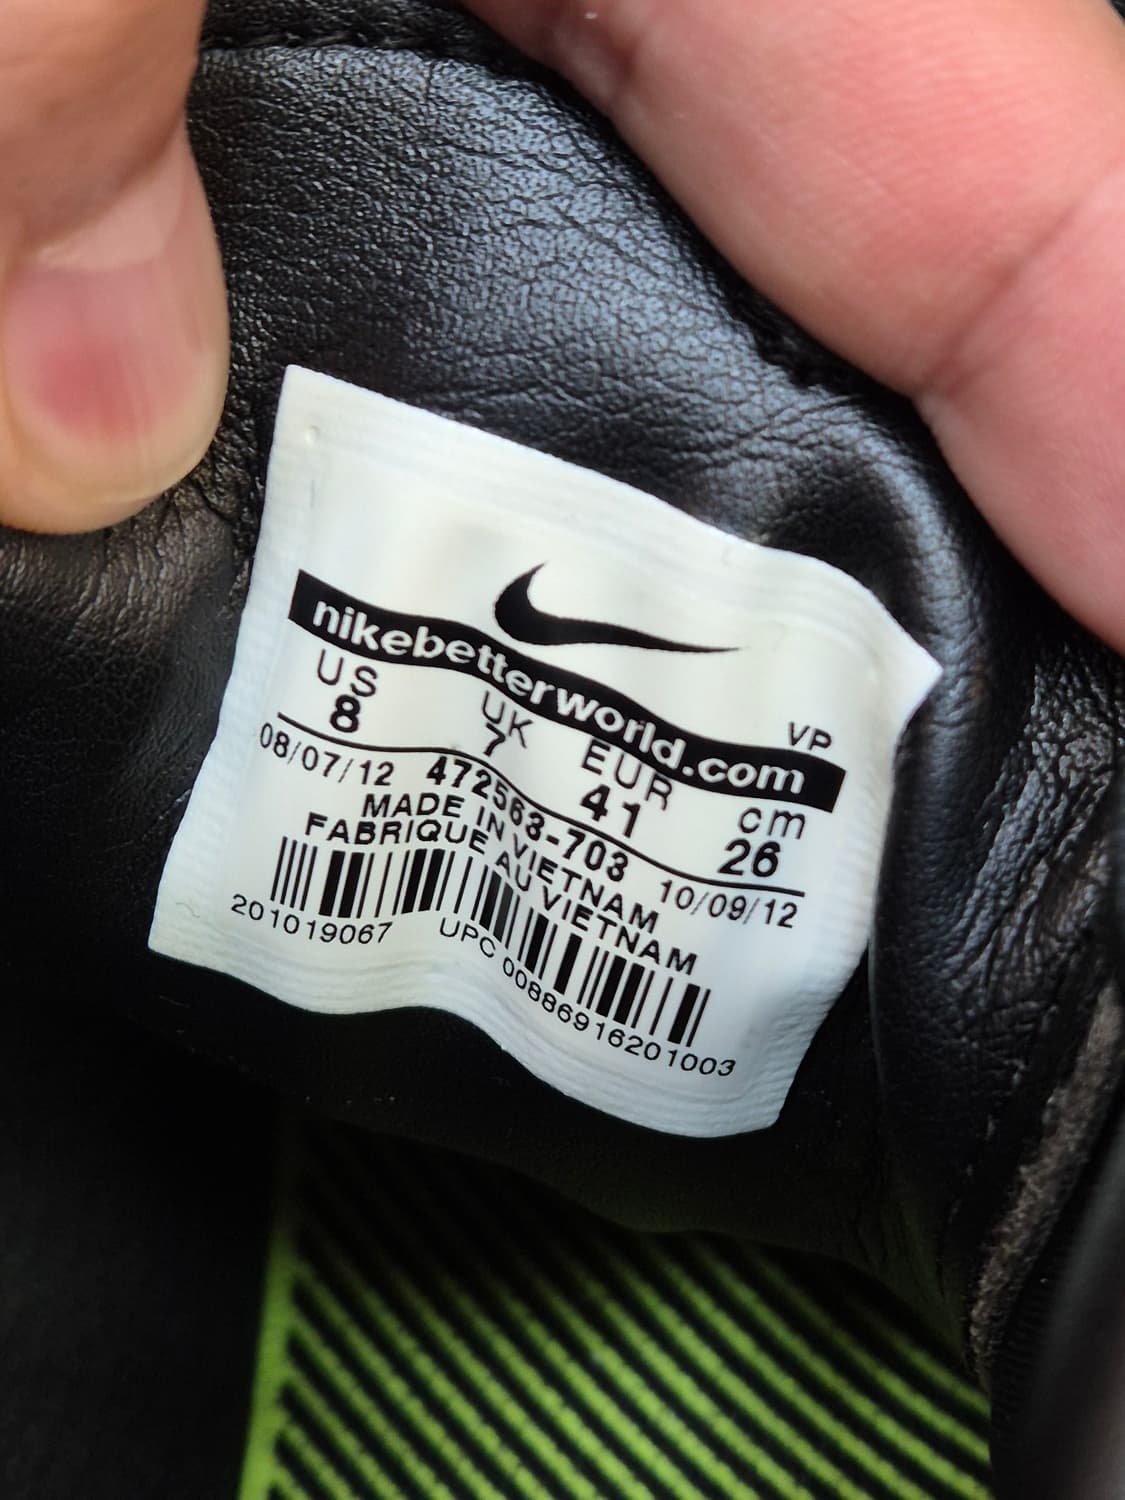 nikebetterworld.com
VP
US UK EUR cm
8 7 41 26
08/07/12 472563-703 10/09/12
MADE IN VIETNAM
FABRIQUE AU VIETNAM
201019067 UPC 00886916201003